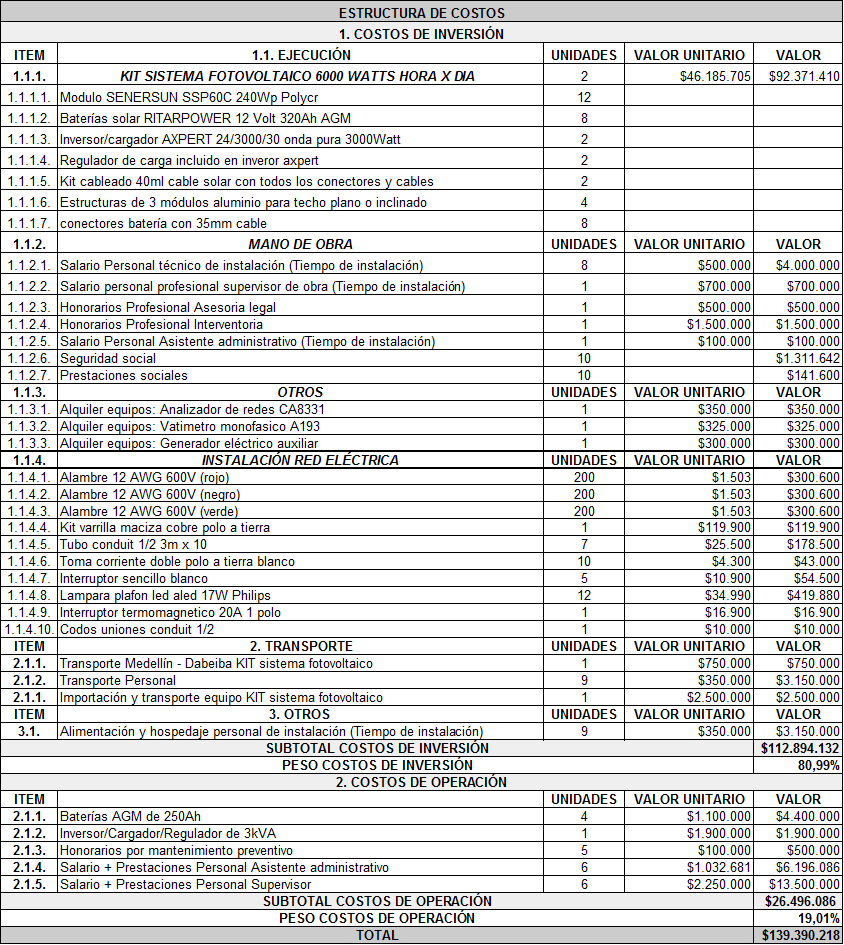 ESTRUCTURA DE COSTOS
1. COSTOS DE INVERSIÓN
ITEM 1.1. EJECUCIÓN UNIDADES VALOR UNITARIO VALOR
1.1.1. KIT SISTEMA FOTOVOLTAICO 6000 WATTS HORA X DIA 2 $46.185.705 $92.371.410
1.1.1.1. Modulo SENERSUN SSP60C 240Wp Polycr 12
1.1.1.2. Baterías solar RITARPOWER 12 Volt 320Ah AGM 8
1.1.1.3. Inversor/cargador AXPERT 24/3000/30 onda pura 3000Watt 2
1.1.1.4. Regulador de carga incluido en inveror axpert 2
1.1.1.5. Kit cableado 40ml cable solar con todos los conectores y cables 2
1.1.1.6. Estructuras de 3 módulos aluminio para techo plano o inclinado 4
1.1.1.7. conectores batería con 35mm cable 8
1.1.2. MANO DE OBRA UNIDADES VALOR UNITARIO VALOR
1.1.2.1. Salario Personal técnico de instalación (Tiempo de instalación) 8 $500.000 $4.000.000
1.1.2.2. Salario personal profesional supervisor de obra (Tiempo de instalación) 1 $700.000 $700.000
1.1.2.3. Honorarios Profesional Asesoria legal 1 $500.000 $500.000
1.1.2.4. Honorarios Profesional Interventoria 1 $1.500.000 $1.500.000
1.1.2.5. Salario Personal Asistente administrativo (Tiempo de instalación) 1 $100.000 $100.000
1.1.2.6. Seguridad social 10 $1.311.642
1.1.2.7. Prestaciones sociales 10 $141.600
1.1.3. OTROS UNIDADES VALOR UNITARIO VALOR
1.1.3.1. Alquiler equipos: Analizador de redes CA8331 1 $350.000 $350.000
1.1.3.2. Alquiler equipos: Vatimetro monofasico A193 1 $325.000 $325.000
1.1.3.3. Alquiler equipos: Generador eléctrico auxiliar 1 $300.000 $300.000
1.1.4. INSTALACIÓN RED ELÉCTRICA UNIDADES VALOR UNITARIO VALOR
1.1.4.1. Alambre 12 AWG 600V (rojo) 200 $1.503 $300.600
1.1.4.2. Alambre 12 AWG 600V (negro) 200 $1.503 $300.600
1.1.4.3. Alambre 12 AWG 600V (verde) 200 $1.503 $300.600
1.1.4.4. Kit varrilla maciza cobre polo a tierra 1 $119.900 $119.900
1.1.4.5. Tubo conduit 1/2 3m x 10 7 $25.500 $178.500
1.1.4.6. Toma corriente doble polo a tierra blanco 10 $4.300 $43.000
1.1.4.7. Interruptor sencillo blanco 5 $10.900 $54.500
1.1.4.8. Lampara plafon led aled 17W Philips 12 $34.990 $419.880
1.1.4.9. Interruptor termomagnetico 20A 1 polo 1 $16.900 $16.900
1.1.4.10. Codos uniones conduit 1/2 1 $10.000 $10.000
ITEM 2. TRANSPORTE UNIDADES VALOR UNITARIO VALOR
2.1.1. Transporte Medellín - Dabeiba KIT sistema fotovoltaico 1 $750.000 $750.000
2.1.2. Transporte Personal 9 $350.000 $3.150.000
2.1.1. Importación y transporte equipo KIT sistema fotovoltaico 1 $2.500.000 $2.500.000
ITEM 3. OTROS UNIDADES VALOR UNITARIO VALOR
3.1. Alimentación y hospedaje personal de instalación (Tiempo de instalación) 9 $350.000 $3.150.000
SUBTOTAL COSTOS DE INVERSIÓN $112.894.132
PESO COSTOS DE INVERSIÓN 80,99%
2. COSTOS DE OPERACIÓN
ITEM UNIDADES VALOR UNITARIO VALOR
2.1.1. Baterías AGM de 250Ah 4 $1.100.000 $4.400.000
2.1.2. Inversor/Cargador/Regulador de 3kVA 1 $1.900.000 $1.900.000
2.1.3. Honorarios por mantenimiento preventivo 5 $100.000 $500.000
2.1.4. Salario + Prestaciones Personal Asistente administrativo 6 $1.032.681 $6.196.086
2.1.5. Salario + Prestaciones Personal Supervisor 6 $2.250.000 $13.500.000
SUBTOTAL COSTOS DE OPERACIÓN $26.496.086
PESO COSTOS DE OPERACIÓN 19,01%
TOTAL $139.390.218